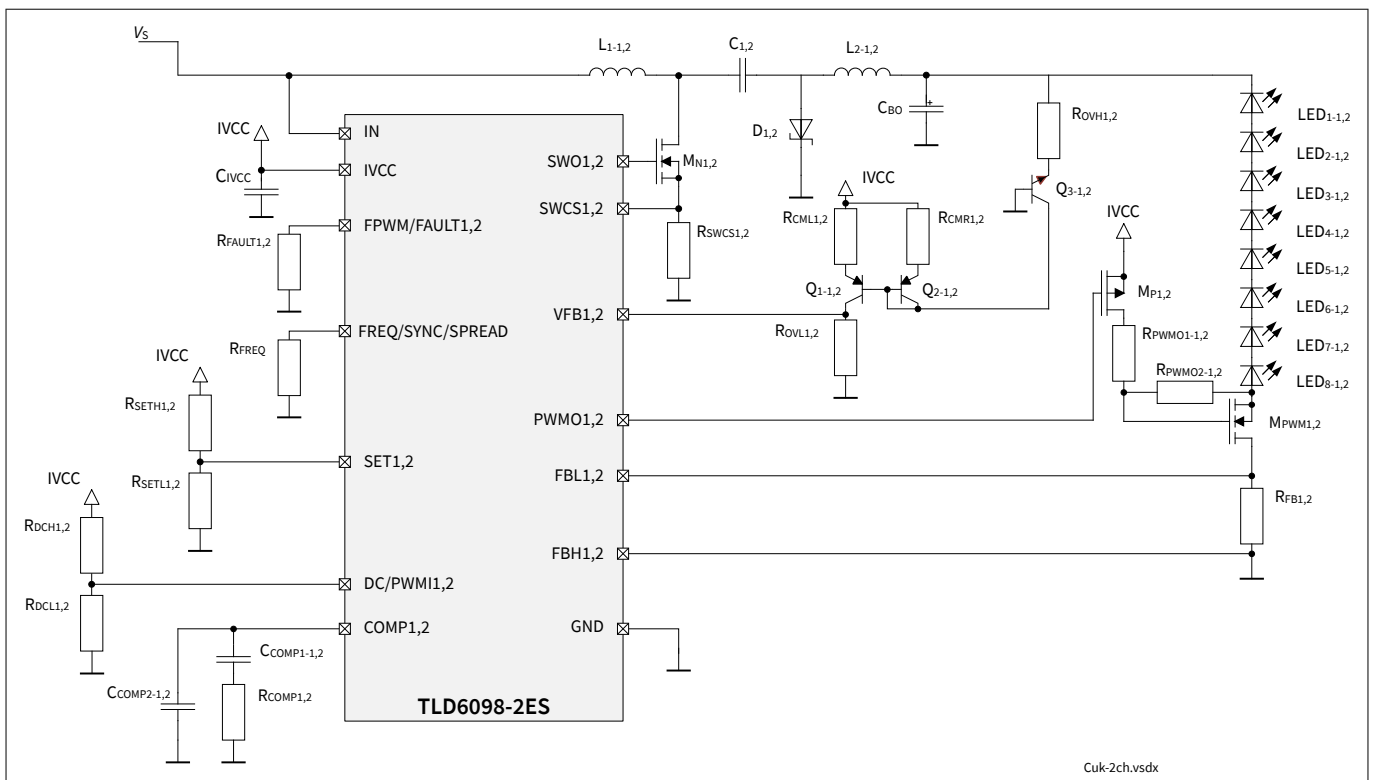 VS
L1-1,2
C1,2
L2-1,2
CBO
D1,2
ROVH1,2
Q3-1,2
LED1-1,2
LED2-1,2
LED3-1,2
LED4-1,2
LED5-1,2
LED6-1,2
LED7-1,2
LED8-1,2
IVCC
CIVCC
RFAULT1,2
RFREQ
IVCC
RSETH1,2
RSETL1,2
IVCC
RDCH1,2
RDCL1,2
CCOMP1-1,2
CCOMP2-1,2
RCOMP1,2
IN
IVCC
FPWM/FAULT1,2
FREQ/SYNC/SPREAD
SET1,2
DC/PWMI1,2
COMP1,2
SWO1,2
SWCS1,2
VFB1,2
PWMO1,2
FBL1,2
FBH1,2
GND
TLD6098-2ES
MN1,2
RSWCS1,2
IVCC
RCML1,2
RCMR1,2
Q1-1,2
Q2-1,2
ROVL1,2
IVCC
MP1,2
RPWMO1-1,2
RPWMO2-1,2
MPWM1,2
RFB1,2
Cuk-2ch.vsdx